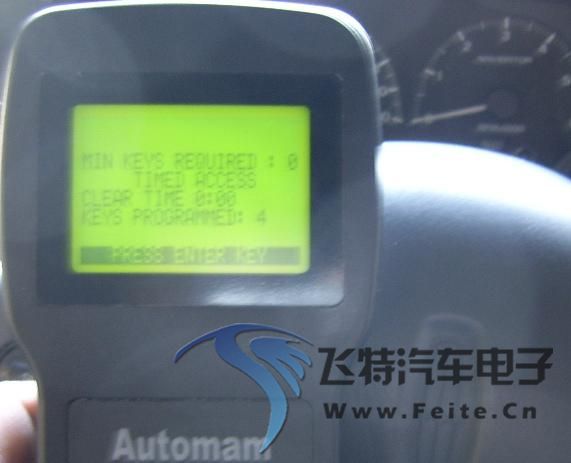 MIN KEYS REQUIRED : 0
TIMED ACCESS
CLEAR TIME 0:00
KEYS PROGRAMMED: 4
PRESS ENTER KEY
飞特汽车电子
Www.Feite.Cn
Automam